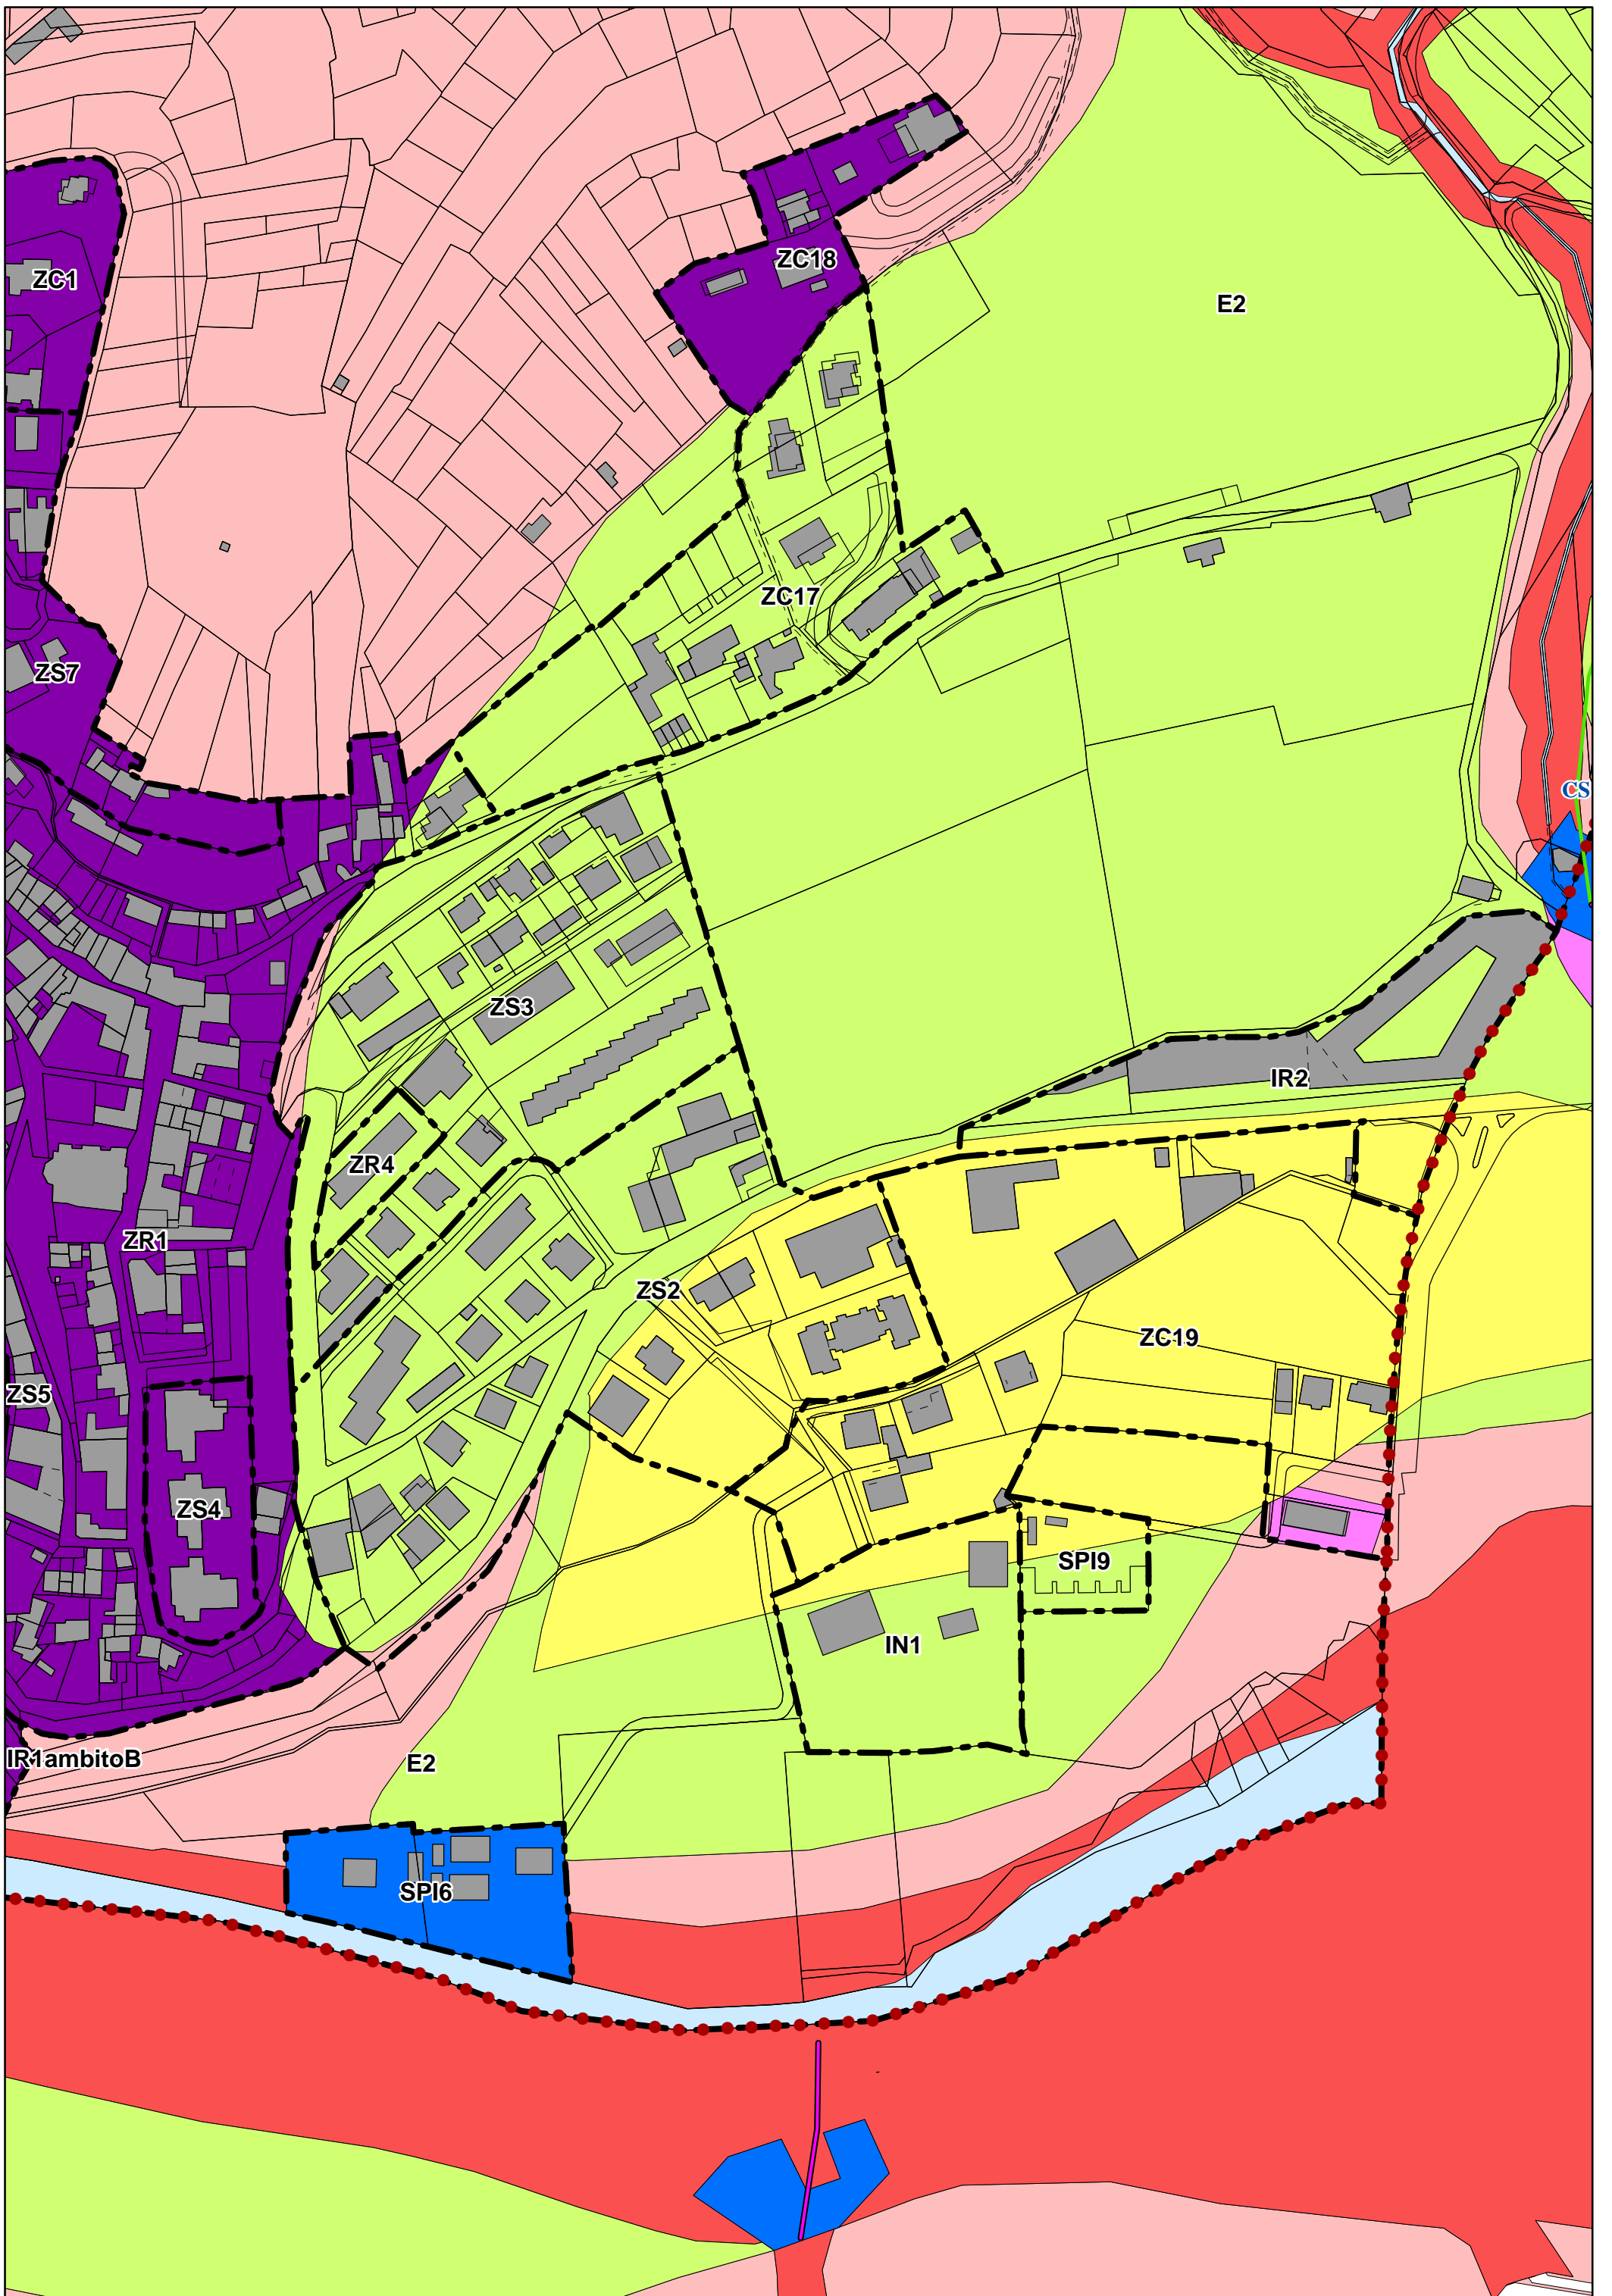 ZC18
ZC1
E2
ZC17
ZS7
CS
ZS3
IR2
ZR4
ZR1
ZS2
ZC19
ZS5
ZS4
SPI9
IN1
IR1ambitoB
E2
SPI6